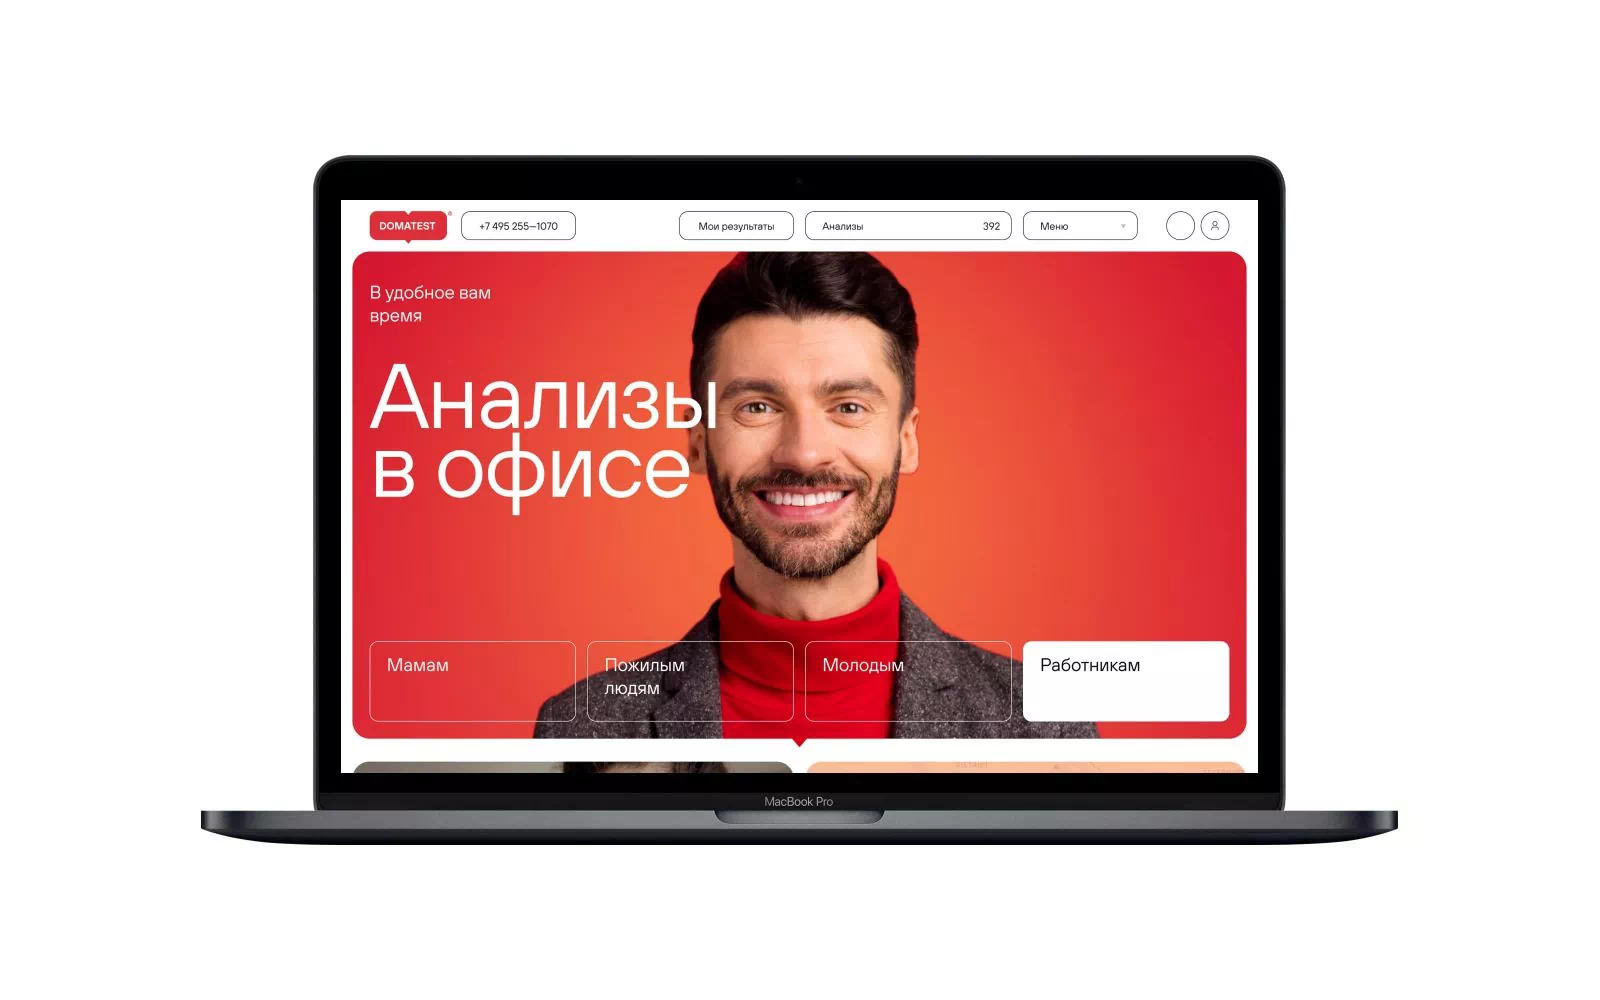 DOMATEST
+7 495 255—1070
Мои результаты
Анализы 392
Меню
В удобное вам
время
Анализы
в офисе
Мамам
Пожилым
людям
Молодым
Работникам
MacBook Pro